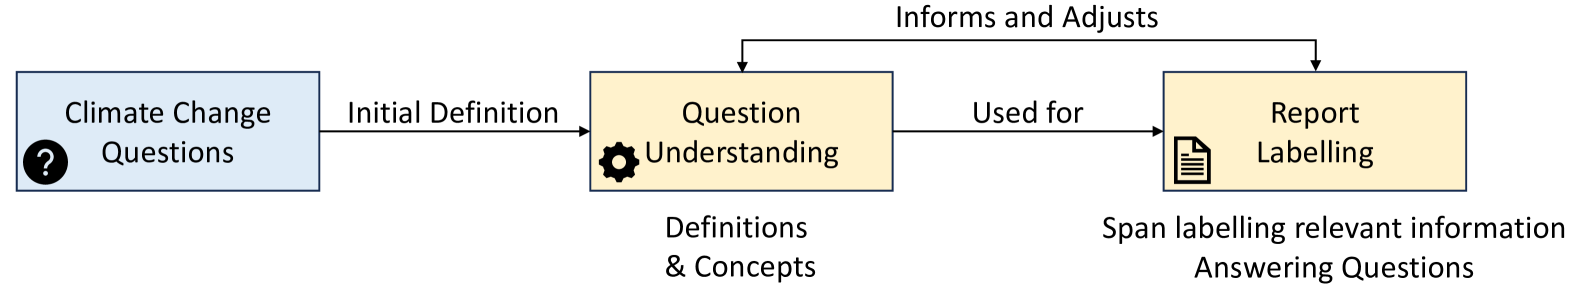 Informs and Adjusts
Climate Change
Questions
?
Initial Definition
Question
Understanding
Used for
Report
Labelling
Definitions
& Concepts
Span labelling relevant information
Answering Questions